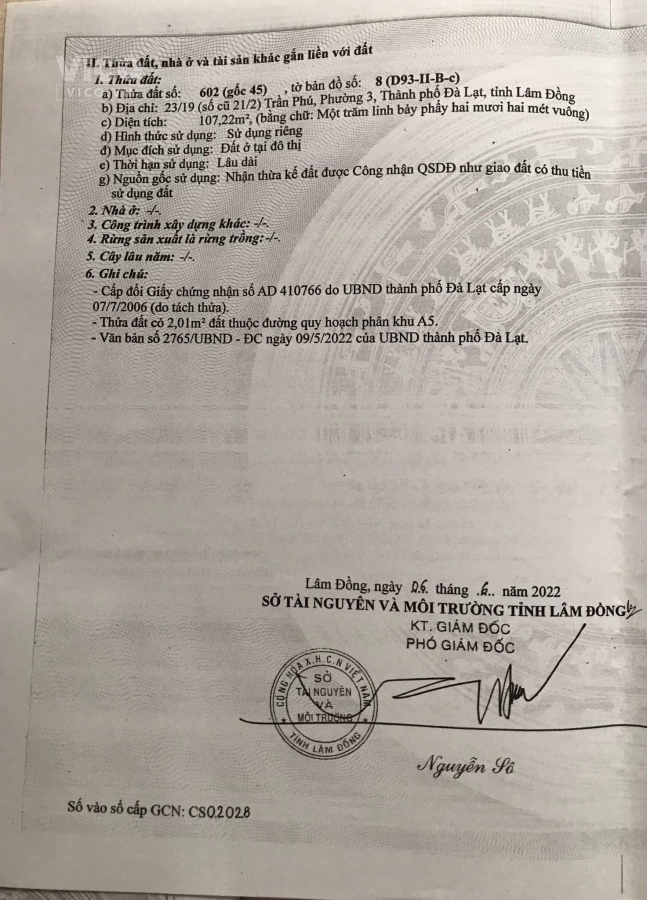 II. Thửa đất, nhà ở và tài sản khác gắn liền với đất
1. Thửa đất:
a) Thửa đất số: 602 (gốc 45) , tờ bản đồ số: 8 (D93-II-B-c)
b) Địa chỉ: 23/19 (số cũ 21/2) Trần Phú, Phường 3, Thành phố Đà Lạt, tỉnh Lâm Đồng
c) Diện tích: 107,22m², (bằng chữ: Một trăm linh bảy phẩy hai mươi hai mét vuông)
d) Hình thức sử dụng: Sử dụng riêng
đ) Mục đích sử dụng: Đất ở tại đô thị
e) Thời hạn sử dụng: Lâu dài
g) Nguồn gốc sử dụng: Nhận thừa kế đất được Công nhận QSDĐ như giao đất có thu tiền
sử dụng đất
2. Nhà ở: -/-.
3. Công trình xây dựng khác: -/-.
4. Rừng sản xuất là rừng trồng:-/-.
5. Cây lâu năm: -/-.
6. Ghi chú:
- Cấp đổi Giấy chứng nhận số AD 410766 do UBND thành phố Đà Lạt cấp ngày
07/7/2006 (do tách thửa).
- Thửa đất có 2,01m² đất thuộc đường quy hoạch phân khu A5.
- Văn bản số 2765/UBND - ĐC ngày 09/5/2022 của UBND thành phố Đà Lạt.
Lâm Đồng, ngày 06 tháng .6.. năm 2022
SỞ TÀI NGUYÊN VÀ MÔI TRƯỜNG TỈNH LÂM ĐỒNG
KT. GIÁM ĐỐC
PHÓ GIÁM ĐỐC
CỘNG HÒA X.H.C.N VIỆT NAM
SỞ
TÀI NGUYÊN
VÀ
MÔI TRƯỜNG
TỈNH LÂM ĐỒNG
Nguyễn Sô
Số vào sổ cấp GCN: CS02028